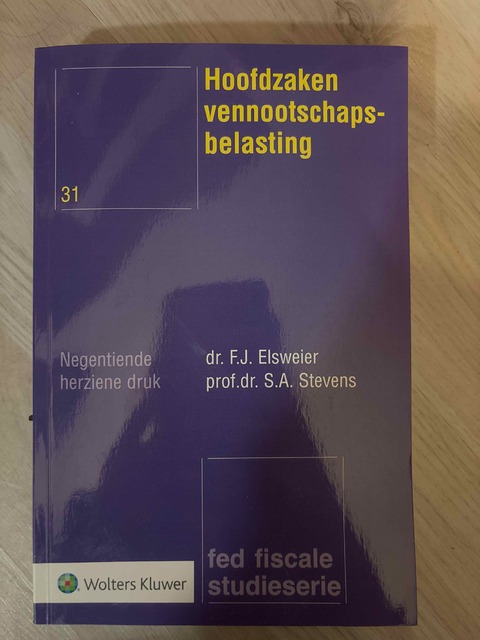 Hoofdzaken
vennootschaps-
belasting
31
Negentiende
herziene druk
dr. F.J. Elsweier
prof.dr. S.A. Stevens
fed fiscale
studieserie
Wolters Kluwer